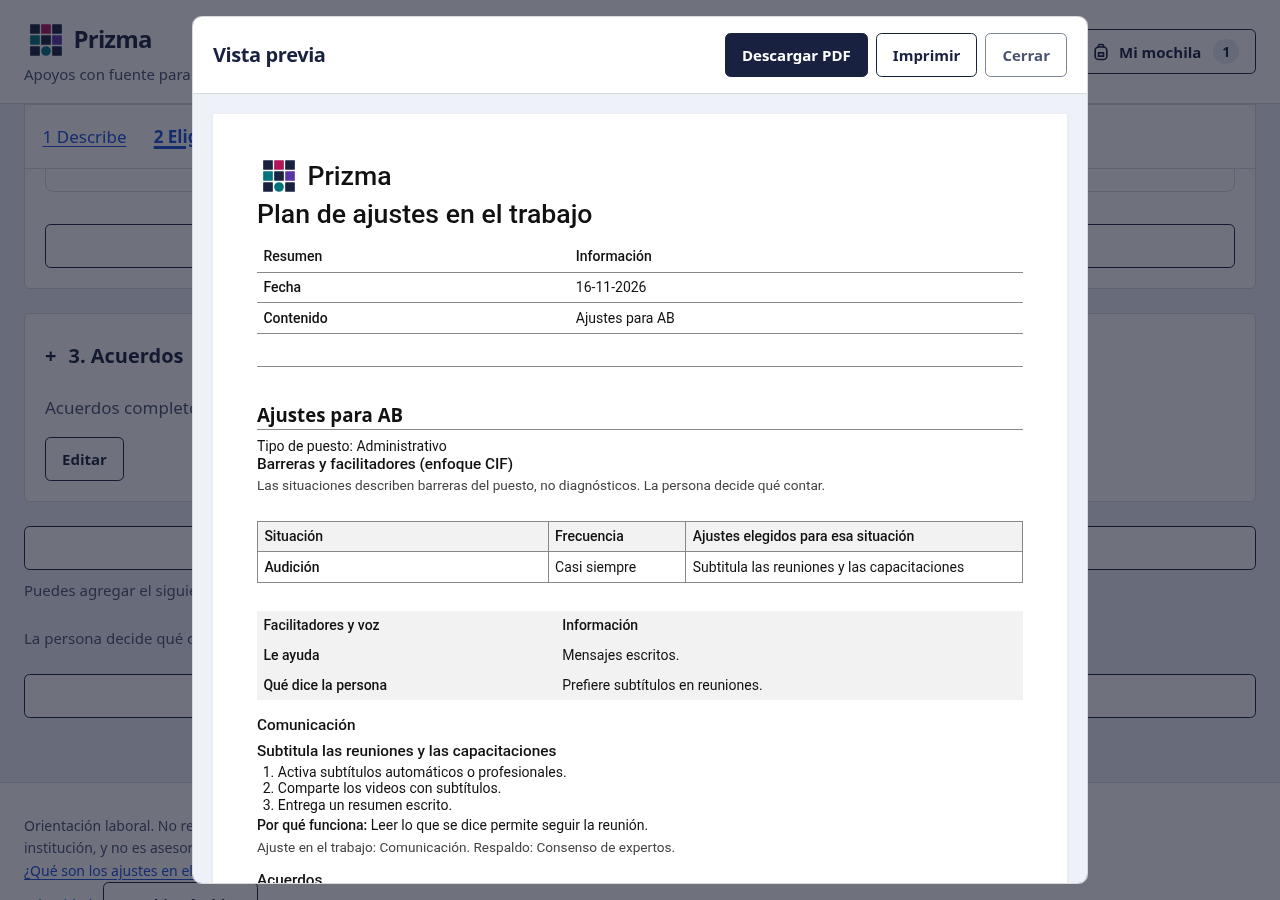 Prizma
Apoyos con fuente para
Mi mochila 1
Vista previa
Descargar PDF
Imprimir
Cerrar
1 Describe
2 Elig
+ 3. Acuerdos
Acuerdos complet
Editar
Puedes agregar el siguie
La persona decide qué
Orientación laboral. No re
institución, y no es asesor
¿Qué son los ajustes en el
Prizma
Plan de ajustes en el trabajo
Resumen Información
Fecha 16-11-2026
Contenido Ajustes para AB
Ajustes para AB
Tipo de puesto: Administrativo
Barreras y facilitadores (enfoque CIF)
Las situaciones describen barreras del puesto, no diagnósticos. La persona decide qué contar.
Situación Frecuencia Ajustes elegidos para esa situación
Audición Casi siempre Subtitula las reuniones y las capacitaciones
Facilitadores y voz Información
Le ayuda Mensajes escritos.
Qué dice la persona Prefiere subtítulos en reuniones.
Comunicación
Subtitula las reuniones y las capacitaciones
1. Activa subtítulos automáticos o profesionales.
2. Comparte los videos con subtítulos.
3. Entrega un resumen escrito.
Por qué funciona: Leer lo que se dice permite seguir la reunión.
Ajuste en el trabajo: Comunicación. Respaldo: Consenso de expertos.
Acuerdos